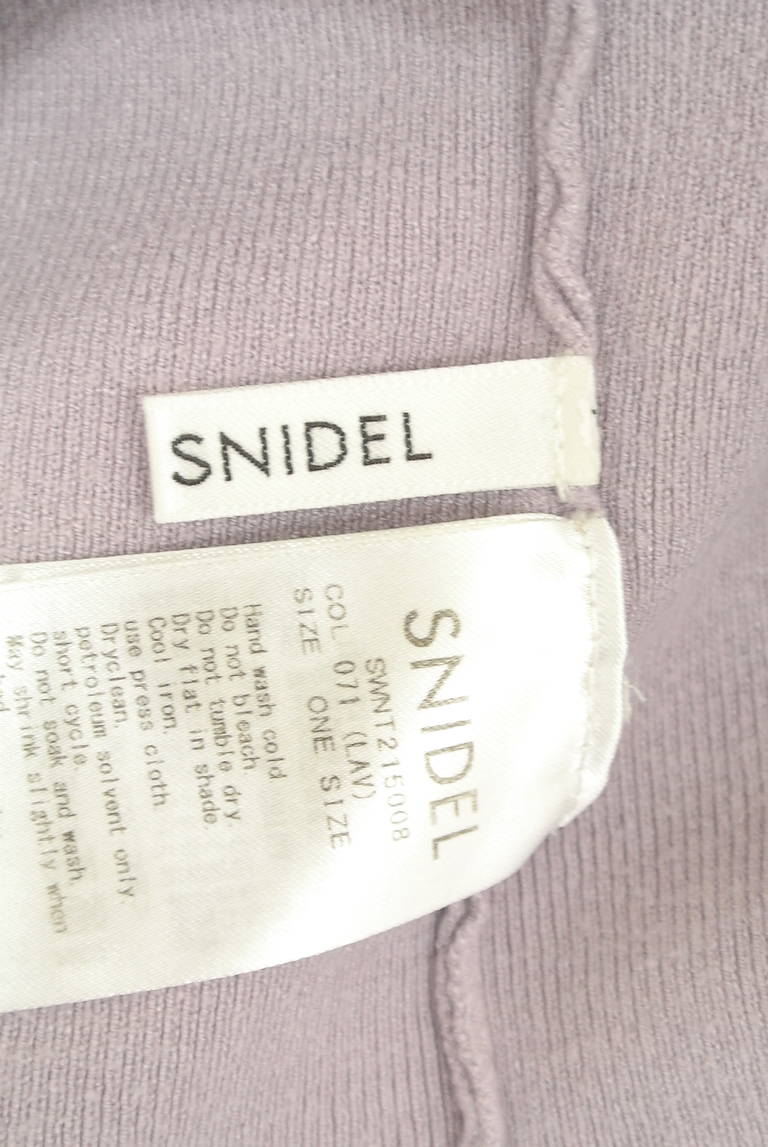 SNIDEL
SNIDEL
SWNT215008
COL 071 (LAV)
SIZE ONE SIZE
Hand wash cold
Do not bleach.
Do not tumble dry.
Dry flat in shade.
Cool iron.
use press cloth
Dryclean.
petroleum solvent only.
short cycle.
Do not soak and wash.
May shrink slightly when